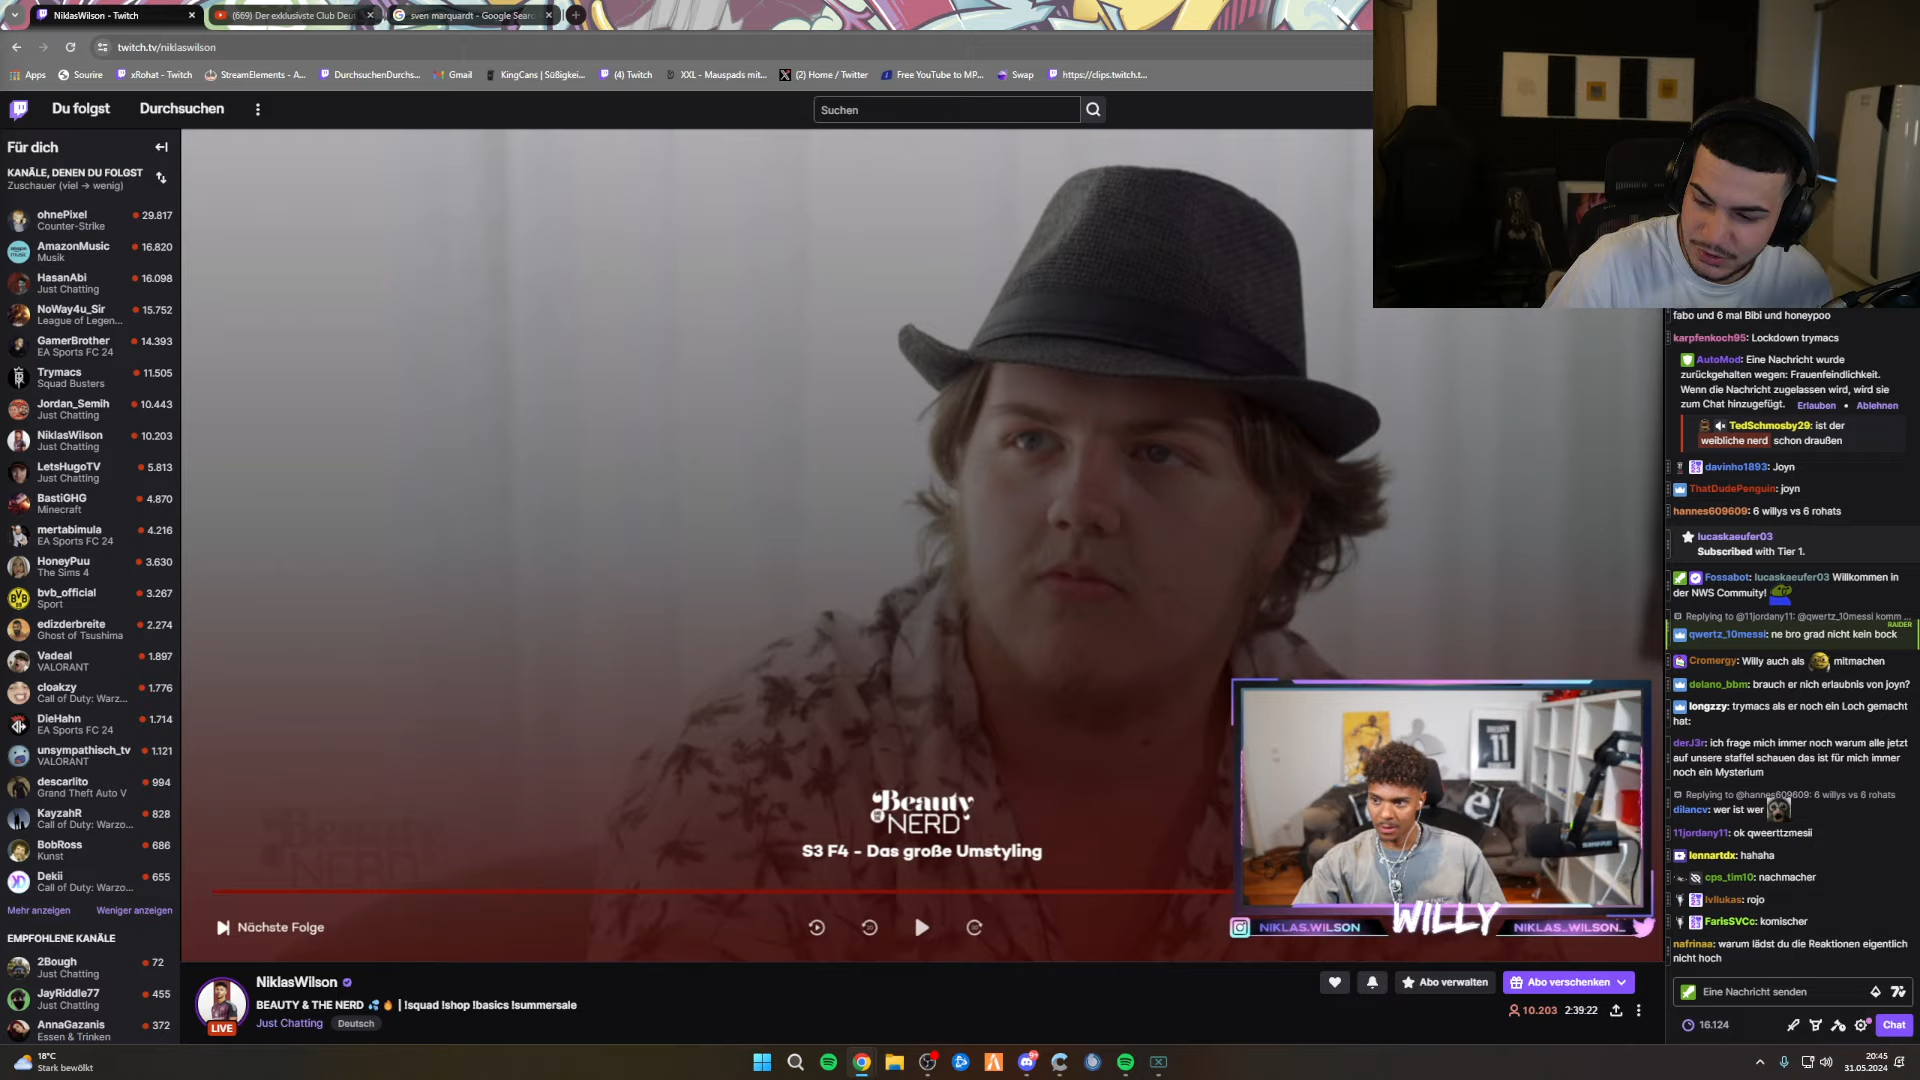 NiklasWilson - Twitch
(669) Der exklusivste Club Deut
sven marquardt - Google Sear
twitch.tv/niklaswilson
Apps
Sourire
xRohat - Twitch
StreamElements - A...
DurchsuchenDurchs...
Gmail
KingCans | Süßigkei...
(4) Twitch
XXL - Mauspads mit...
(2) Home / Twitter
Free YouTube to MP...
Swap
https://clips.twitch.t...
Du folgst
Durchsuchen
Suchen
Für dich
KANÄLE, DENEN DU FOLGST
Zuschauer (viel → wenig)
ohnePixel 29.817
Counter-Strike
AmazonMusic 16.820
Musik
HasanAbi 16.098
Just Chatting
NoWay4u_Sir 15.752
League of Legen...
GamerBrother 14.393
EA Sports FC 24
Trymacs 11.505
Squad Busters
Jordan_Semih 10.443
Just Chatting
NiklasWilson 10.203
Just Chatting
LetsHugoTV 5.813
Just Chatting
BastiGHG 4.870
Minecraft
mertabimula 4.216
EA Sports FC 24
HoneyPuu 3.630
The Sims 4
bvb_official 3.267
Sport
edizderbreite 2.274
Ghost of Tsushima
Vadeal 1.897
VALORANT
cloakzy 1.776
Call of Duty: Warz...
DieHahn 1.714
EA Sports FC 24
unsympathisch_tv 1.121
VALORANT
descarlito 994
Grand Theft Auto V
KayzahR 828
Call of Duty: Warzo...
BobRoss 686
Kunst
Dekii 655
Call of Duty: Warzo...
Mehr anzeigen Weniger anzeigen
EMPFOHLENE KANÄLE
2Bough 72
Just Chatting
JayRiddle77 455
Just Chatting
AnnaGazanis 372
Essen & Trinken
Beauty
NERD
S3 F4 - Das große Umstyling
Nächste Folge
11
WILLY
NIKLAS.WILSON
NIKLAS_WILSON_
NiklasWilson
BEAUTY & THE NERD 💦🔥 | !squad !shop !basics !summersale
Just Chatting Deutsch
LIVE
Abo verwalten
Abo verschenken
10.203 2:39:22
fabo und 6 mal Bibi und honeypoo
karpfenkoch95: Lockdown trymacs
AutoMod: Eine Nachricht wurde
zurückgehalten wegen: Frauenfeindlichkeit.
Wenn die Nachricht zugelassen wird, wird sie
zum Chat hinzugefügt. Erlauben • Ablehnen
TedSchmosby29: ist der
weibliche nerd schon draußen
davinho1893: Joyn
ThatDudePenguin: joyn
hannes609609: 6 willys vs 6 rohats
lucaskaeufer03
Subscribed with Tier 1.
Fossabot: lucaskaeufer03 Willkommen in
der NWS Commuity!
Replying to @11jordany11: @qwertz_10messi komm ...
RAIDER
qwertz_10messi: ne bro grad nicht kein bock
Cromergy: Willy auch als mitmachen
delano_bbm: brauch er nich erlaubnis von joyn?
longzzy: trymacs als er noch ein Loch gemacht
hat:
derJ3r: ich frage mich immer noch warum alle jetzt
auf unsere staffel schauen das ist für mich immer
noch ein Mysterium
Replying to @hannes609609: 6 willys vs 6 rohats
dilancv: wer ist wer
11jordany11: ok qweerttzmesii
lennartdx: hahaha
cps_tim10: nachmacher
lvllukas: rojo
FarisSVCc: komischer
nafrinaa: warum lädst du die Reaktionen eigentlich
nicht hoch
Eine Nachricht senden
16.124
Chat
18°C
Stark bewölkt
20:45
31.05.2024